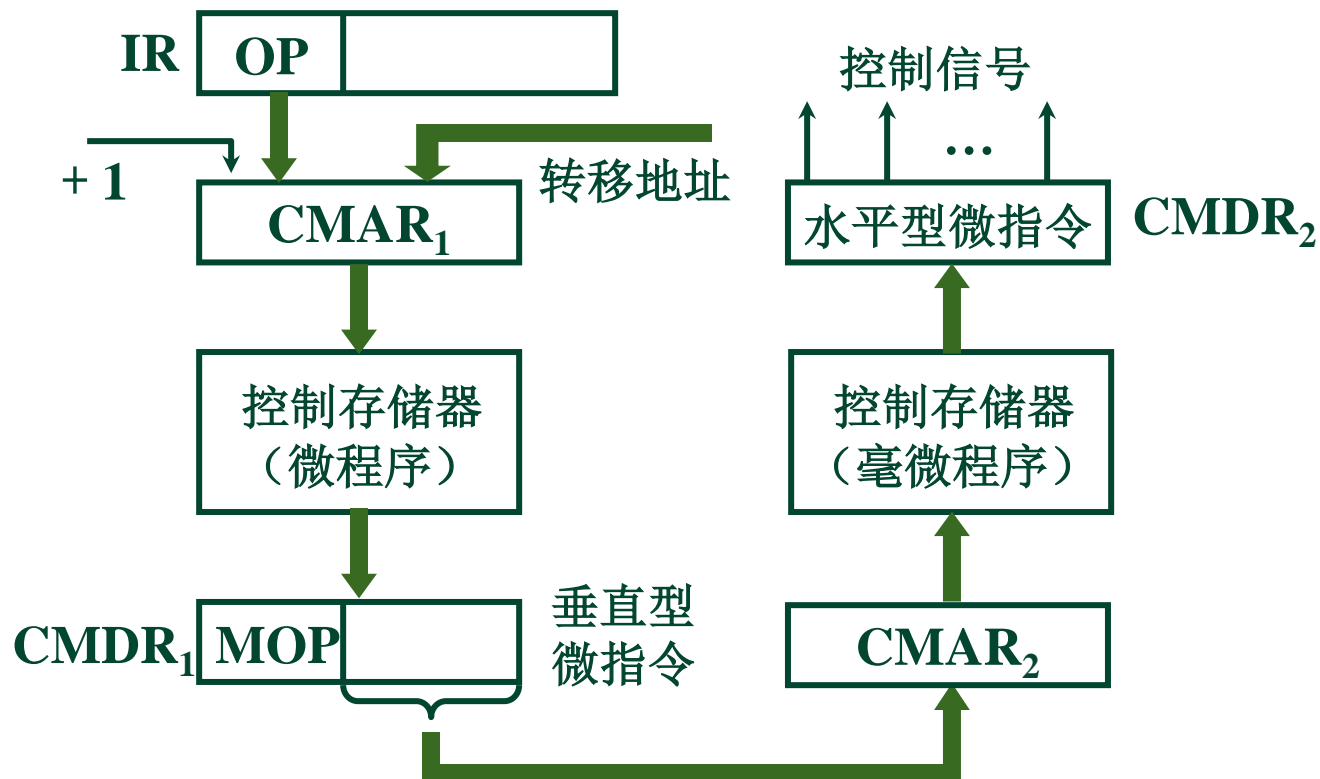 IR
OP
控制信号
+ 1
转移地址
…
CMAR₁
水平型微指令
CMDR₂
控制存储器
（微程序）
控制存储器
（毫微程序）
CMDR₁
MOP
垂直型
微指令
CMAR₂